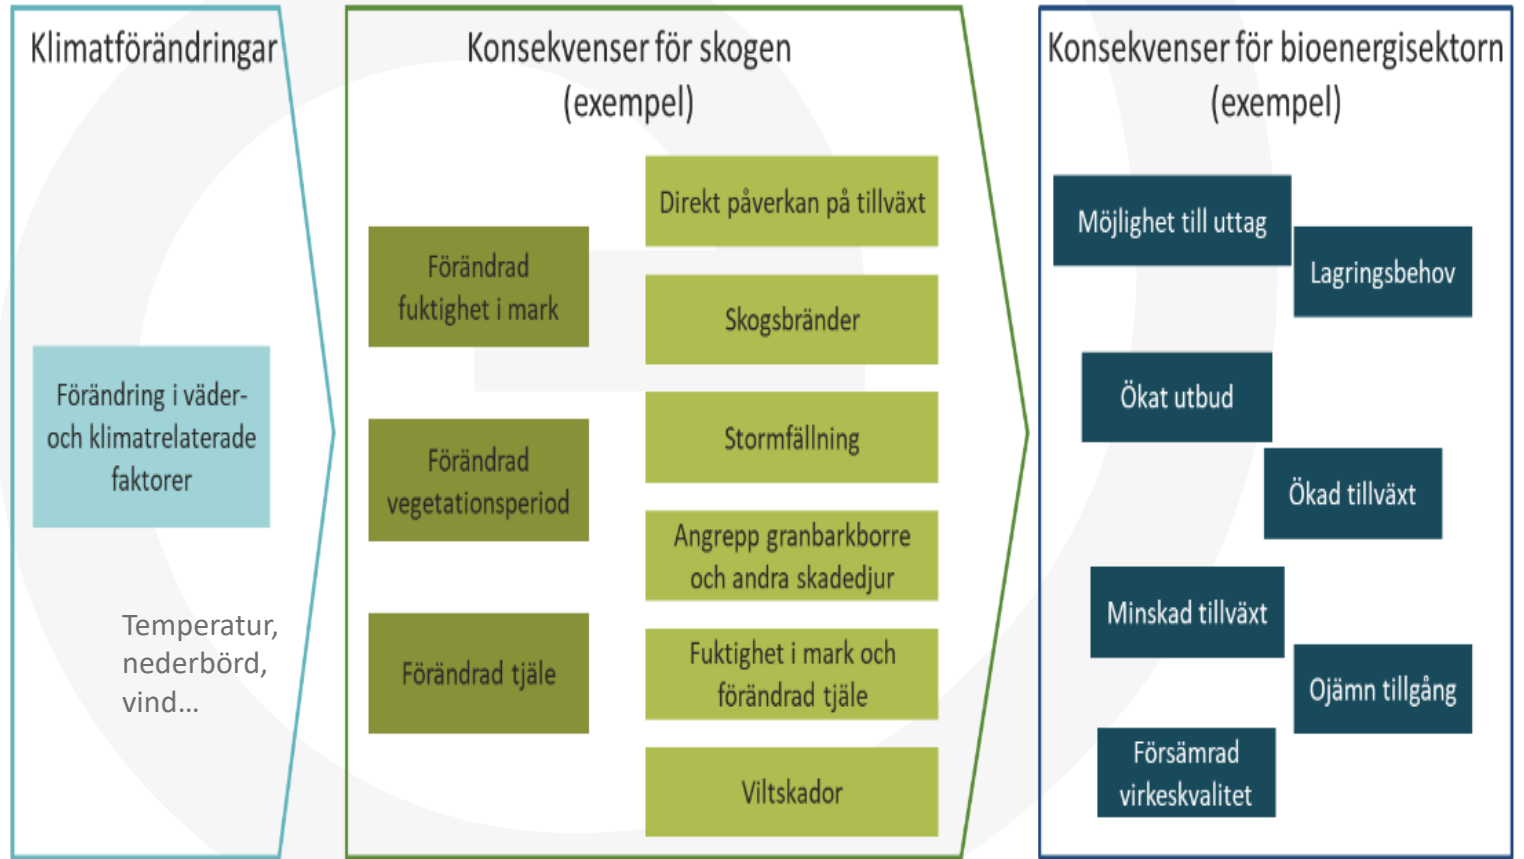 Klimatförändringar
Förändring i väder-
och klimatrelaterade
faktorer
Temperatur,
nederbörd,
vind...
Konsekvenser för skogen
(exempel)
Förändrad
fuktighet i mark
Förändrad
vegetationsperiod
Förändrad tjäle
Direkt påverkan på tillväxt
Skogsbränder
Stormfällning
Angrepp granbarkborre
och andra skadedjur
Fuktighet i mark och
förändrad tjäle
Viltskador
Konsekvenser för bioenergisektorn
(exempel)
Möjlighet till uttag
Lagringsbehov
Ökat utbud
Ökad tillväxt
Minskad tillväxt
Ojämn tillgång
Försämrad
virkeskvalitet